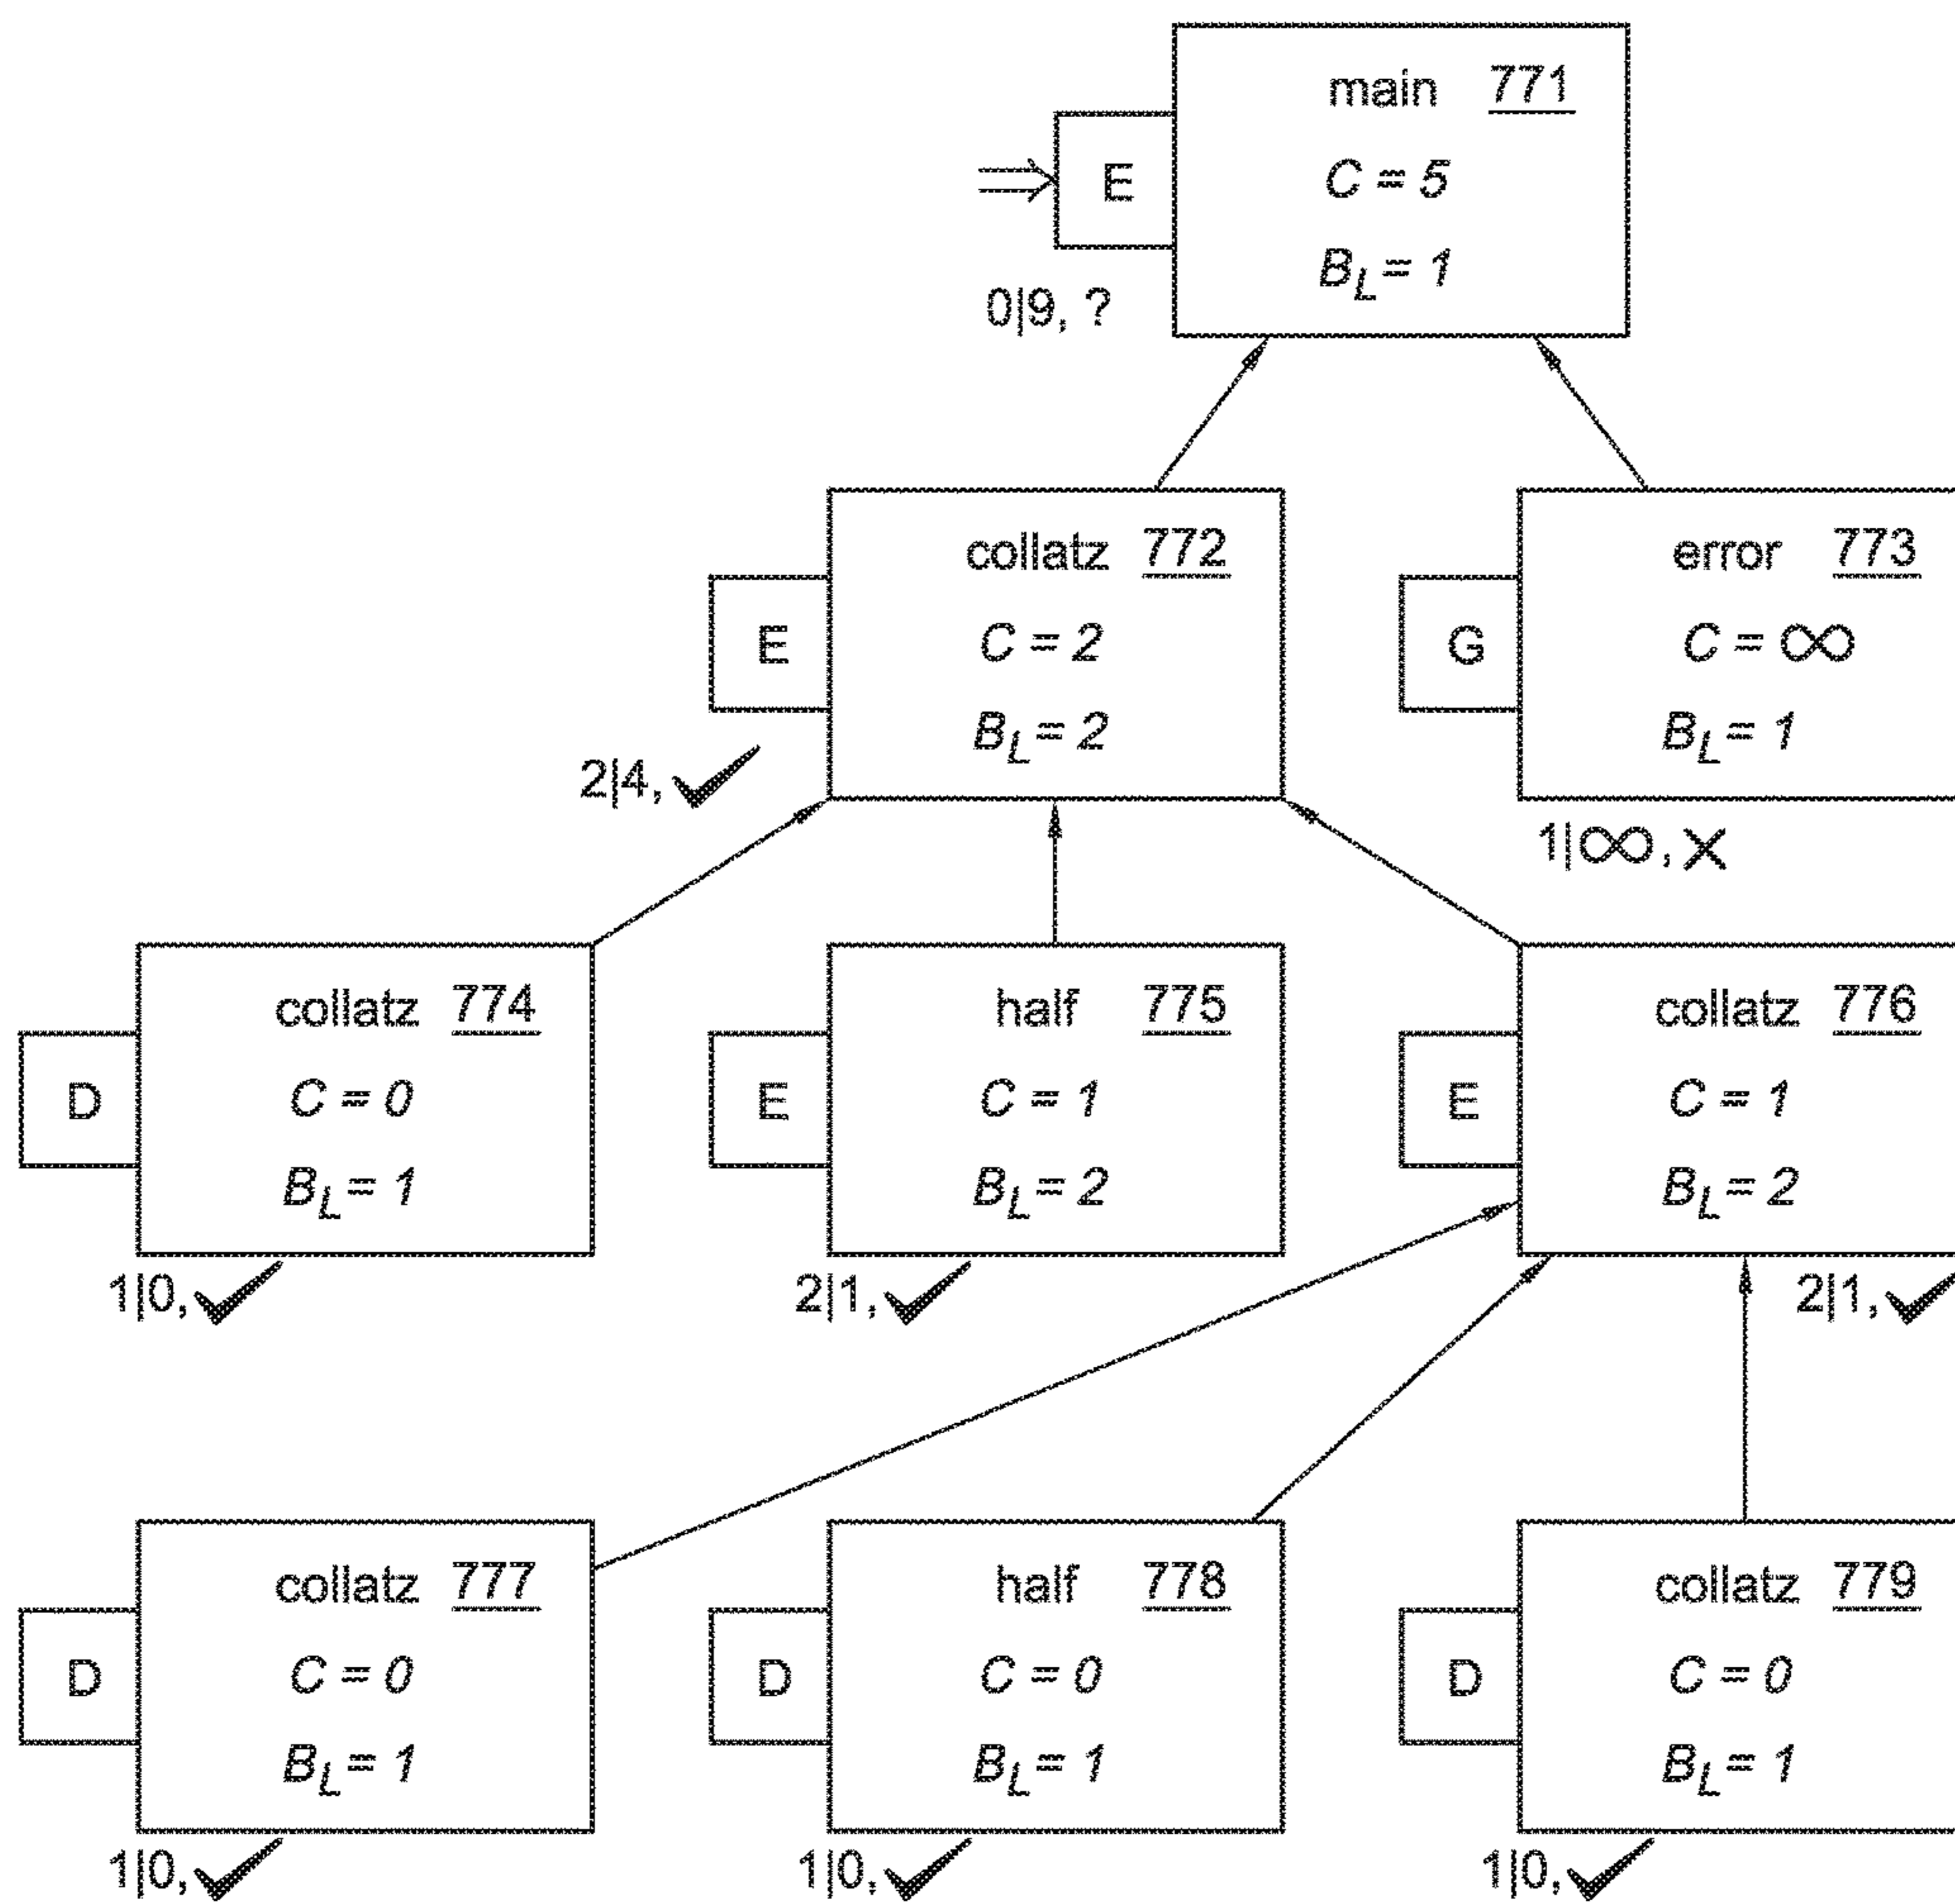 main 771
E
C = 5
B_L = 1
0|9, ?
collatz 772
error 773
E
C = 2
G
C = ∞
B_L = 2
B_L = 1
2|4, ✓
1|∞, ×
collatz 774
half 775
collatz 776
D
C = 0
E
C = 1
E
C = 1
B_L = 1
B_L = 2
B_L = 2
1|0, ✓
2|1, ✓
2|1, ✓
collatz 777
half 778
collatz 779
D
C = 0
D
C = 0
D
C = 0
B_L = 1
B_L = 1
B_L = 1
1|0, ✓
1|0, ✓
1|0, ✓